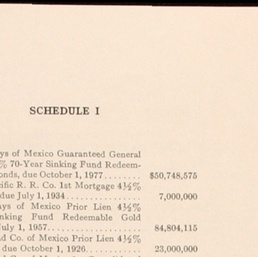 SCHEDULE I
ys of Mexico Guaranteed General
% 70-Year Sinking Fund Redeem-
onds, due October 1, 1977........ $50,748,575
cific R. R. Co. 1st Mortgage 4½%
due July 1, 1934................ 7,000,000
ays of Mexico Prior Lien 4½%
nking Fund Redeemable Gold
uly 1, 1957.................... 84,804,115
d Co. of Mexico Prior Lien 4½%
due October 1, 1926........... 23,000,000